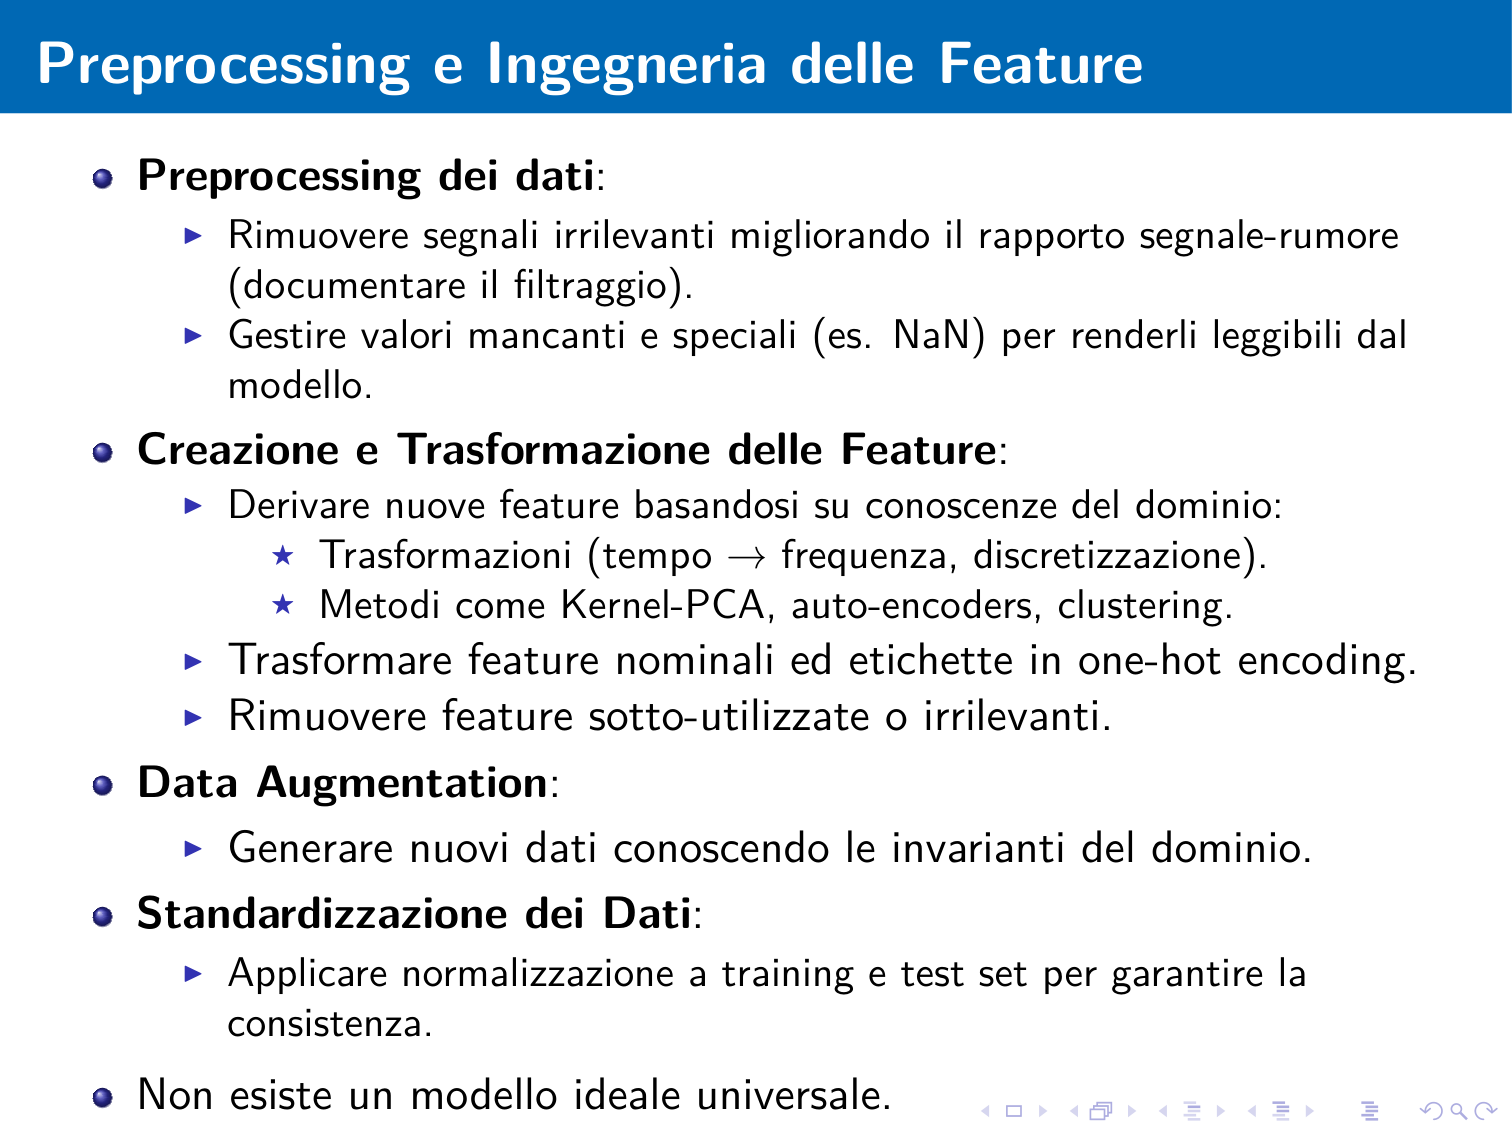 Preprocessing e Ingegneria delle Feature
Preprocessing dei dati:
Rimuovere segnali irrilevanti migliorando il rapporto segnale-rumore
(documentare il filtraggio).
Gestire valori mancanti e speciali (es. NaN) per renderli leggibili dal
modello.
Creazione e Trasformazione delle Feature:
Derivare nuove feature basandosi su conoscenze del dominio:
Trasformazioni (tempo → frequenza, discretizzazione).
Metodi come Kernel-PCA, auto-encoders, clustering.
Trasformare feature nominali ed etichette in one-hot encoding.
Rimuovere feature sotto-utilizzate o irrilevanti.
Data Augmentation:
Generare nuovi dati conoscendo le invarianti del dominio.
Standardizzazione dei Dati:
Applicare normalizzazione a training e test set per garantire la
consistenza.
Non esiste un modello ideale universale.